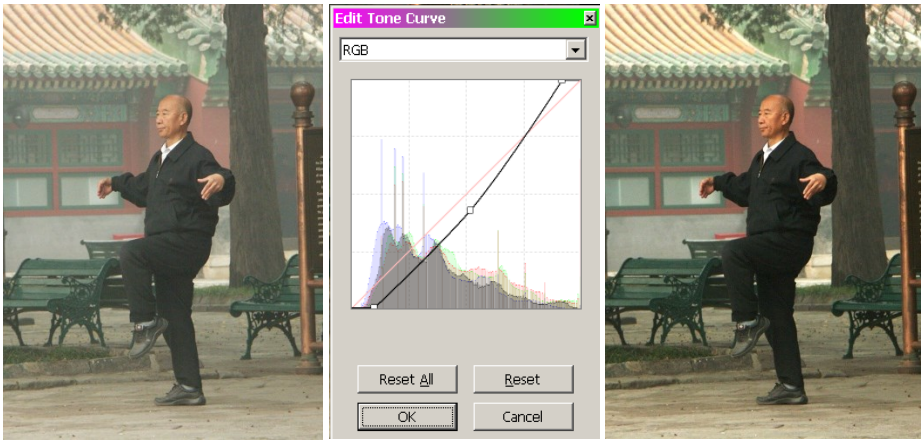 Edit Tone Curve
RGB
Reset All
Reset
OK
Cancel